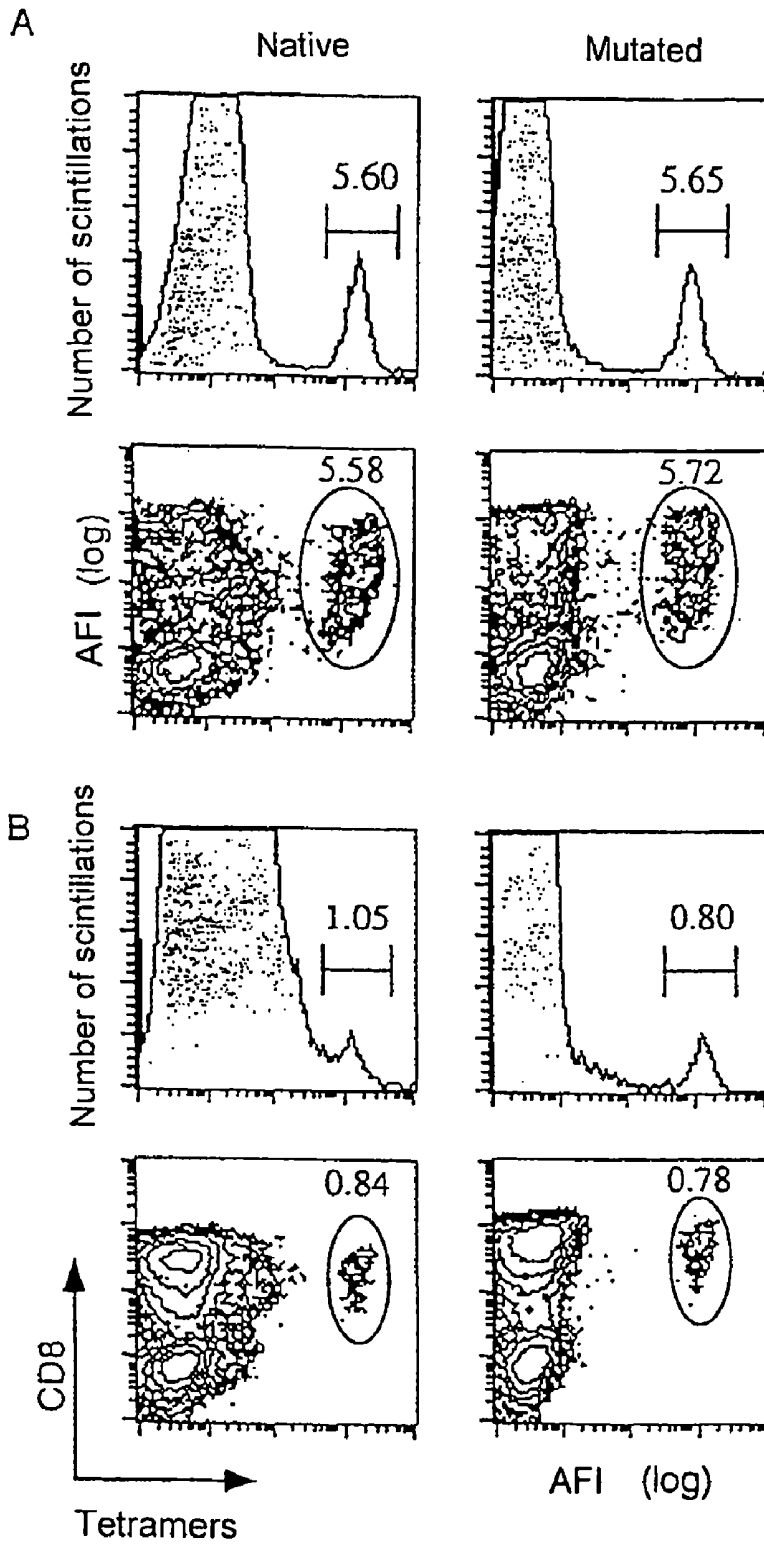 A
Native
Mutated
Number of scintillations
5.60
5.65
AFI (log)
5.58
5.72
B
Number of scintillations
1.05
0.80
CD8
0.84
0.78
Tetramers
AFI (log)